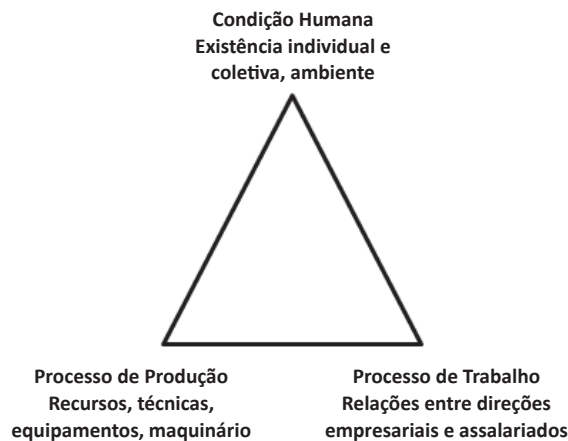 Condição Humana
Existência individual e
coletiva, ambiente
Processo de Produção
Recursos, técnicas,
equipamentos, maquinário
Processo de Trabalho
Relações entre direções
empresariais e assalariados